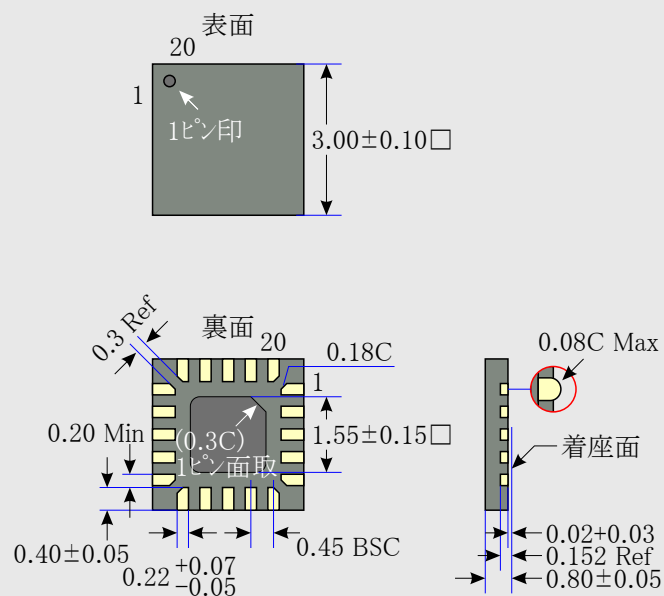 表面
20
1
1ピン印
3.00±0.10□
裏面
0.3 Ref
20
0.18C
0.08C Max
1
0.20 Min
(0.3C)
1.55±0.15□
1ピン面取
着座面
0.40±0.05
0.22 +0.07
-0.05
0.45 BSC
0.02+0.03
0.152 Ref
0.80±0.05